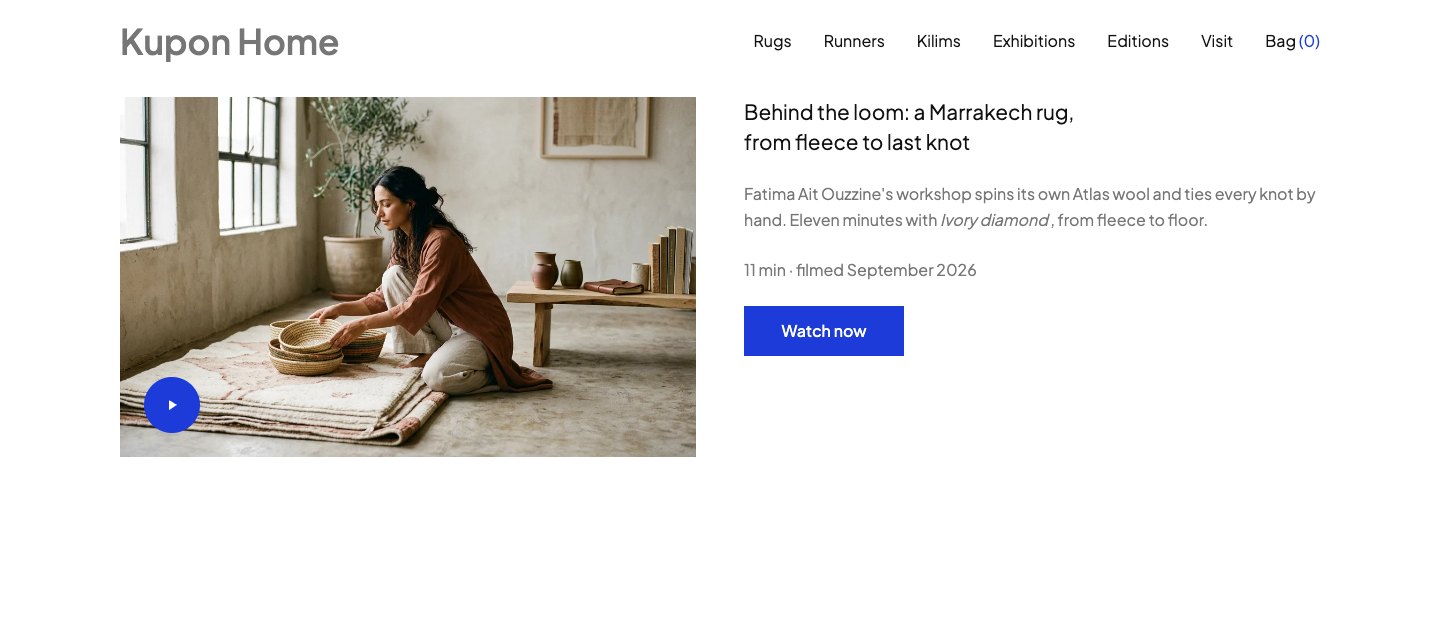 Kupon Home
Rugs Runners Kilims Exhibitions Editions Visit Bag (0)
Behind the loom: a Marrakech rug,
from fleece to last knot
Fatima Ait Ouzzine's workshop spins its own Atlas wool and ties every knot by
hand. Eleven minutes with Ivory diamond , from fleece to floor.
11 min · filmed September 2026
Watch now